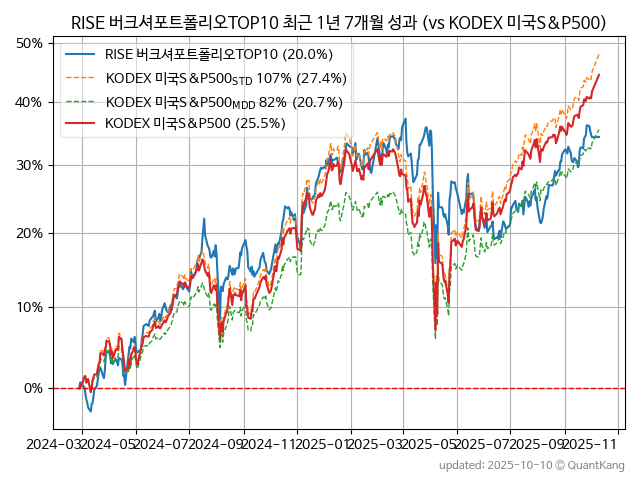 RISE 버크셔포트폴리오TOP10 최근 1년 7개월 성과 (vs KODEX 미국S&P500)
50%
40%
30%
20%
10%
0%
RISE 버크셔포트폴리오TOP10 (20.0%)
KODEX 미국S&P500STD 107% (27.4%)
KODEX 미국S&P500MDD 82% (20.7%)
KODEX 미국S&P500 (25.5%)
2024-03 2024-05 2024-07 2024-09 2024-11 2025-01 2025-03 2025-05 2025-07 2025-09 2025-11
updated: 2025-10-10 © QuantKang